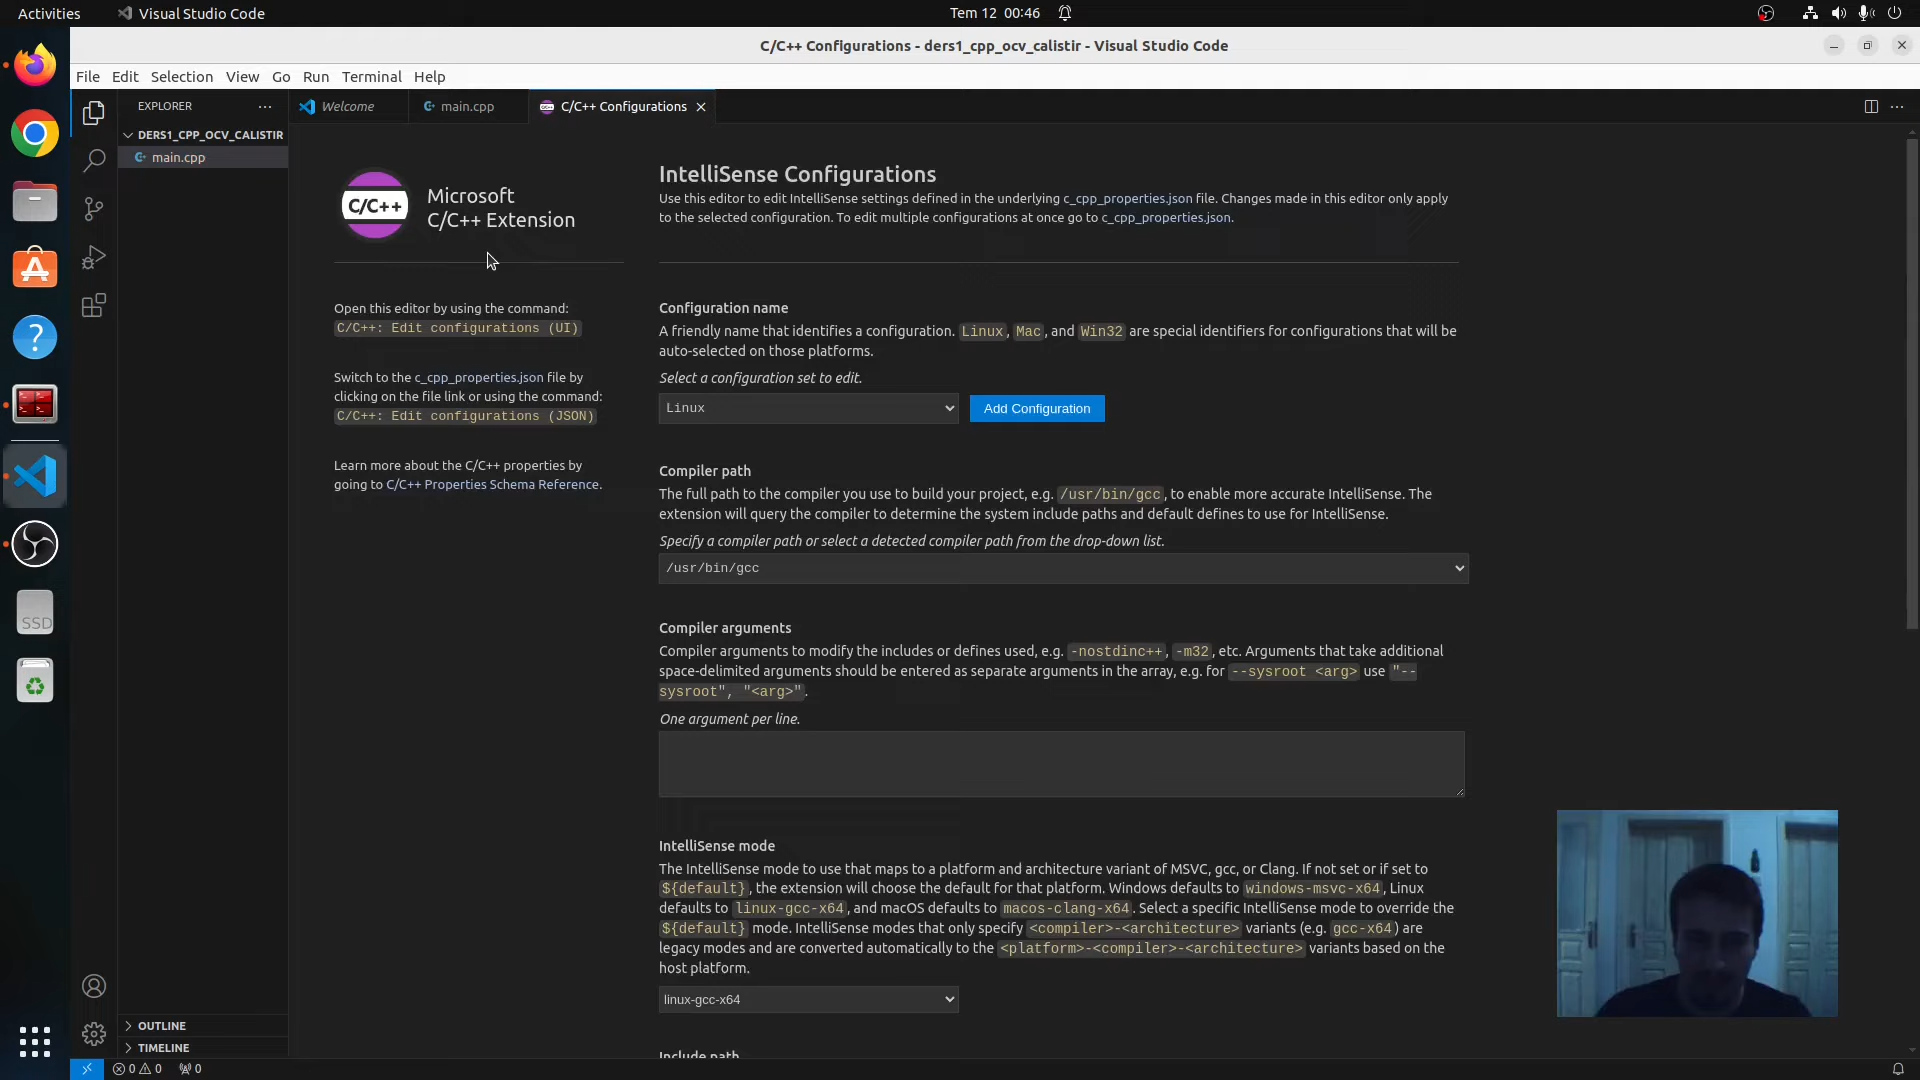 Activities
Visual Studio Code
Tem 12 00:46
C/C++ Configurations - ders1_cpp_ocv_calistir - Visual Studio Code
File Edit Selection View Go Run Terminal Help
EXPLORER
Welcome
main.cpp
C/C++ Configurations
DERS1_CPP_OCV_CALISTIR
main.cpp
C/C++
Microsoft
C/C++ Extension
Open this editor by using the command:
C/C++: Edit configurations (UI)
Switch to the c_cpp_properties.json file by
clicking on the file link or using the command:
C/C++: Edit configurations (JSON)
Learn more about the C/C++ properties by
going to C/C++ Properties Schema Reference.
IntelliSense Configurations
Use this editor to edit IntelliSense settings defined in the underlying c_cpp_properties.json file. Changes made in this editor only apply
to the selected configuration. To edit multiple configurations at once go to c_cpp_properties.json.
Configuration name
A friendly name that identifies a configuration. Linux, Mac, and Win32 are special identifiers for configurations that will be
auto-selected on those platforms.
Select a configuration set to edit.
Linux
Add Configuration
Compiler path
The full path to the compiler you use to build your project, e.g. /usr/bin/gcc, to enable more accurate IntelliSense. The
extension will query the compiler to determine the system include paths and default defines to use for IntelliSense.
Specify a compiler path or select a detected compiler path from the drop-down list.
/usr/bin/gcc
Compiler arguments
Compiler arguments to modify the includes or defines used, e.g. -nostdinc++, -m32, etc. Arguments that take additional
space-delimited arguments should be entered as separate arguments in the array, e.g. for --sysroot <arg> use "--
sysroot", "<arg>".
One argument per line.
IntelliSense mode
The IntelliSense mode to use that maps to a platform and architecture variant of MSVC, gcc, or Clang. If not set or if set to
${default}, the extension will choose the default for that platform. Windows defaults to windows-msvc-x64, Linux
defaults to linux-gcc-x64, and macOS defaults to macos-clang-x64. Select a specific IntelliSense mode to override the
${default} mode. IntelliSense modes that only specify <compiler>-<architecture> variants (e.g. gcc-x64) are
legacy modes and are converted automatically to the <platform>-<compiler>-<architecture> variants based on the
host platform.
linux-gcc-x64
Include path
SSD
OUTLINE
TIMELINE
0 0 0